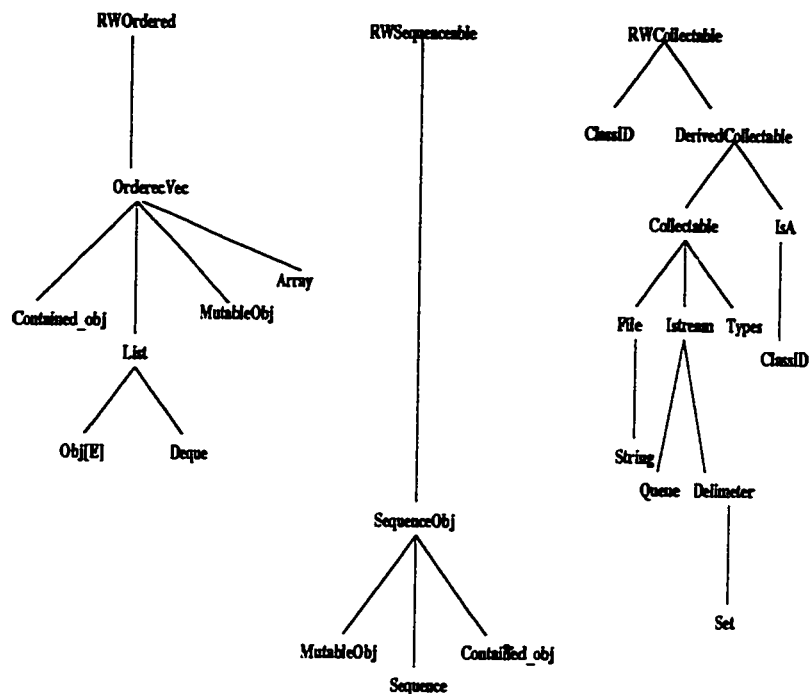 RWOrdered
RWSequenceable
RWCollectable
ClassID
DerivedCollectable
OrderecVec
Collectable
IsA
Array
Contained_obj
MutableObj
File
Istream
Types
List
ClassID
Obj[E]
Deque
String
Queue
Delimeter
SequenceObj
Set
MutableObj
Contained_obj
Sequence